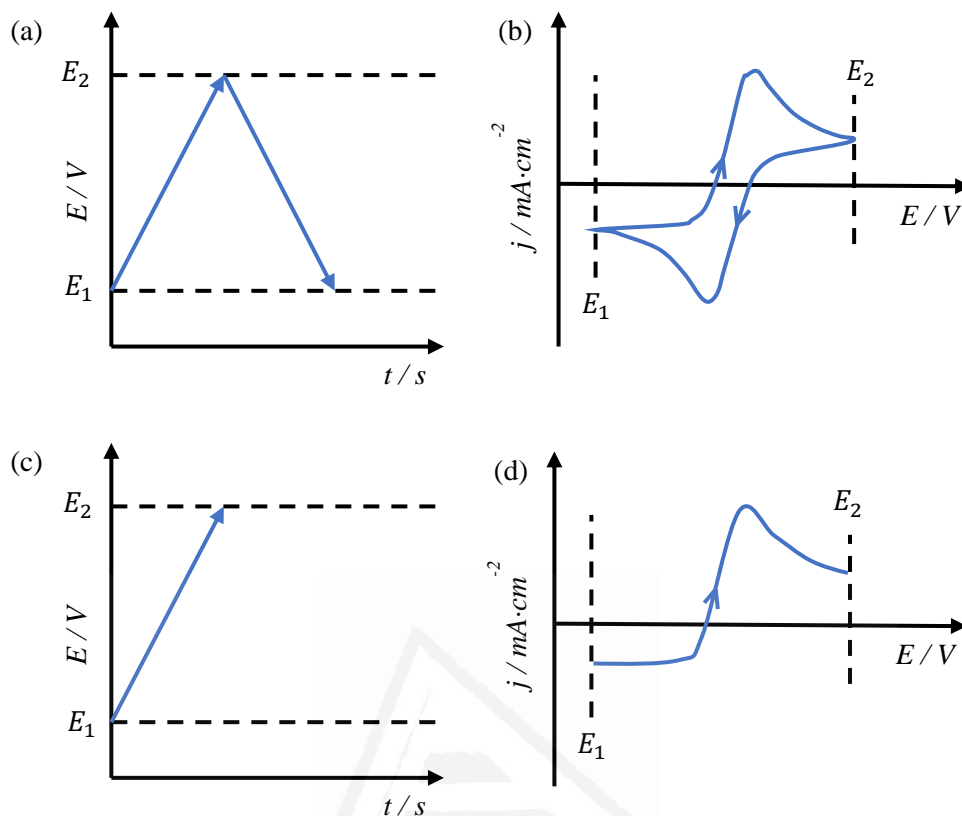 (a)
E₂
E / V
E₁
t / s
(b)
E₂
j / mA·cm⁻²
E / V
E₁
(c)
E₂
E / V
E₁
t / s
(d)
E₂
j / mA·cm⁻²
E / V
E₁